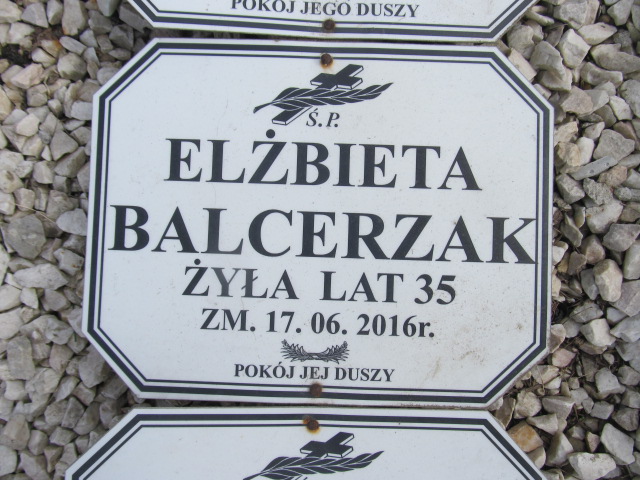 POKÓJ JEGO DUSZY
Ś.P.
ELŻBIETA
BALCERZAK
ŻYŁA LAT 35
ZM. 17. 06. 2016r.
POKÓJ JEJ DUSZY